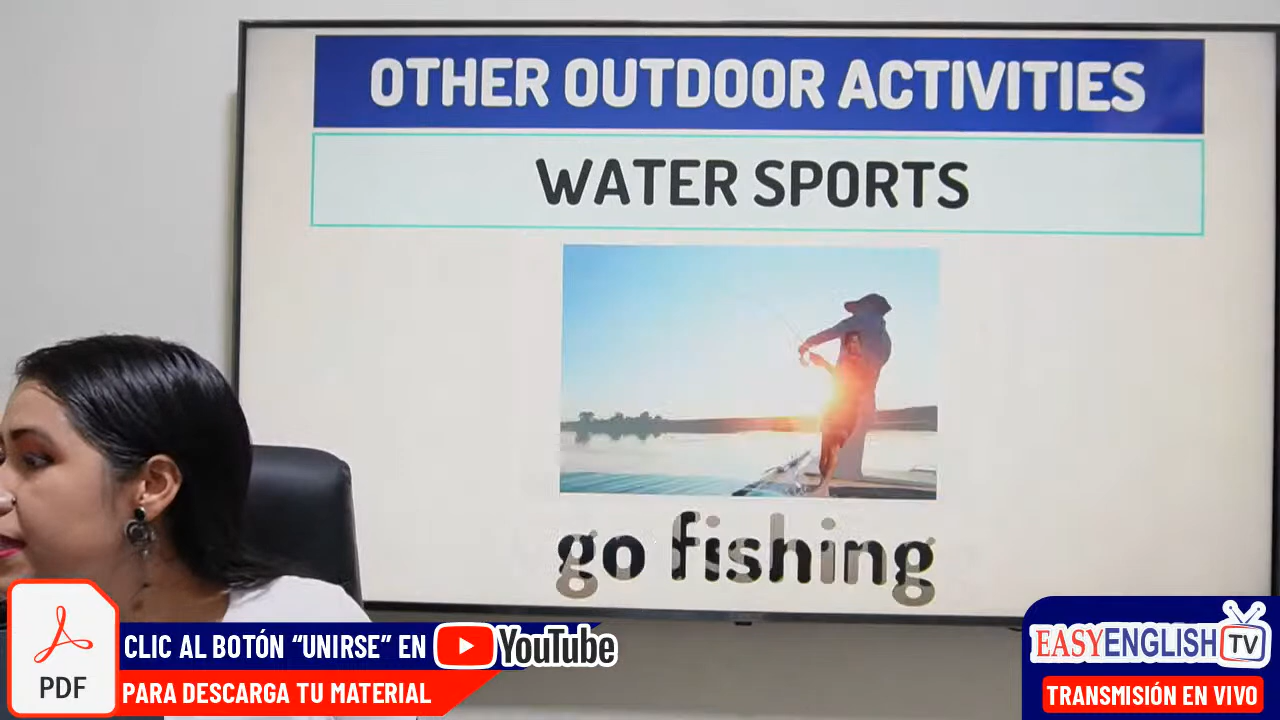 OTHER OUTDOOR ACTIVITIES
WATER SPORTS
go fishing
CLIC AL BOTÓN “UNIRSE” EN YouTube
PARA DESCARGA TU MATERIAL
PDF
EASYENGLISH TV
TRANSMISIÓN EN VIVO